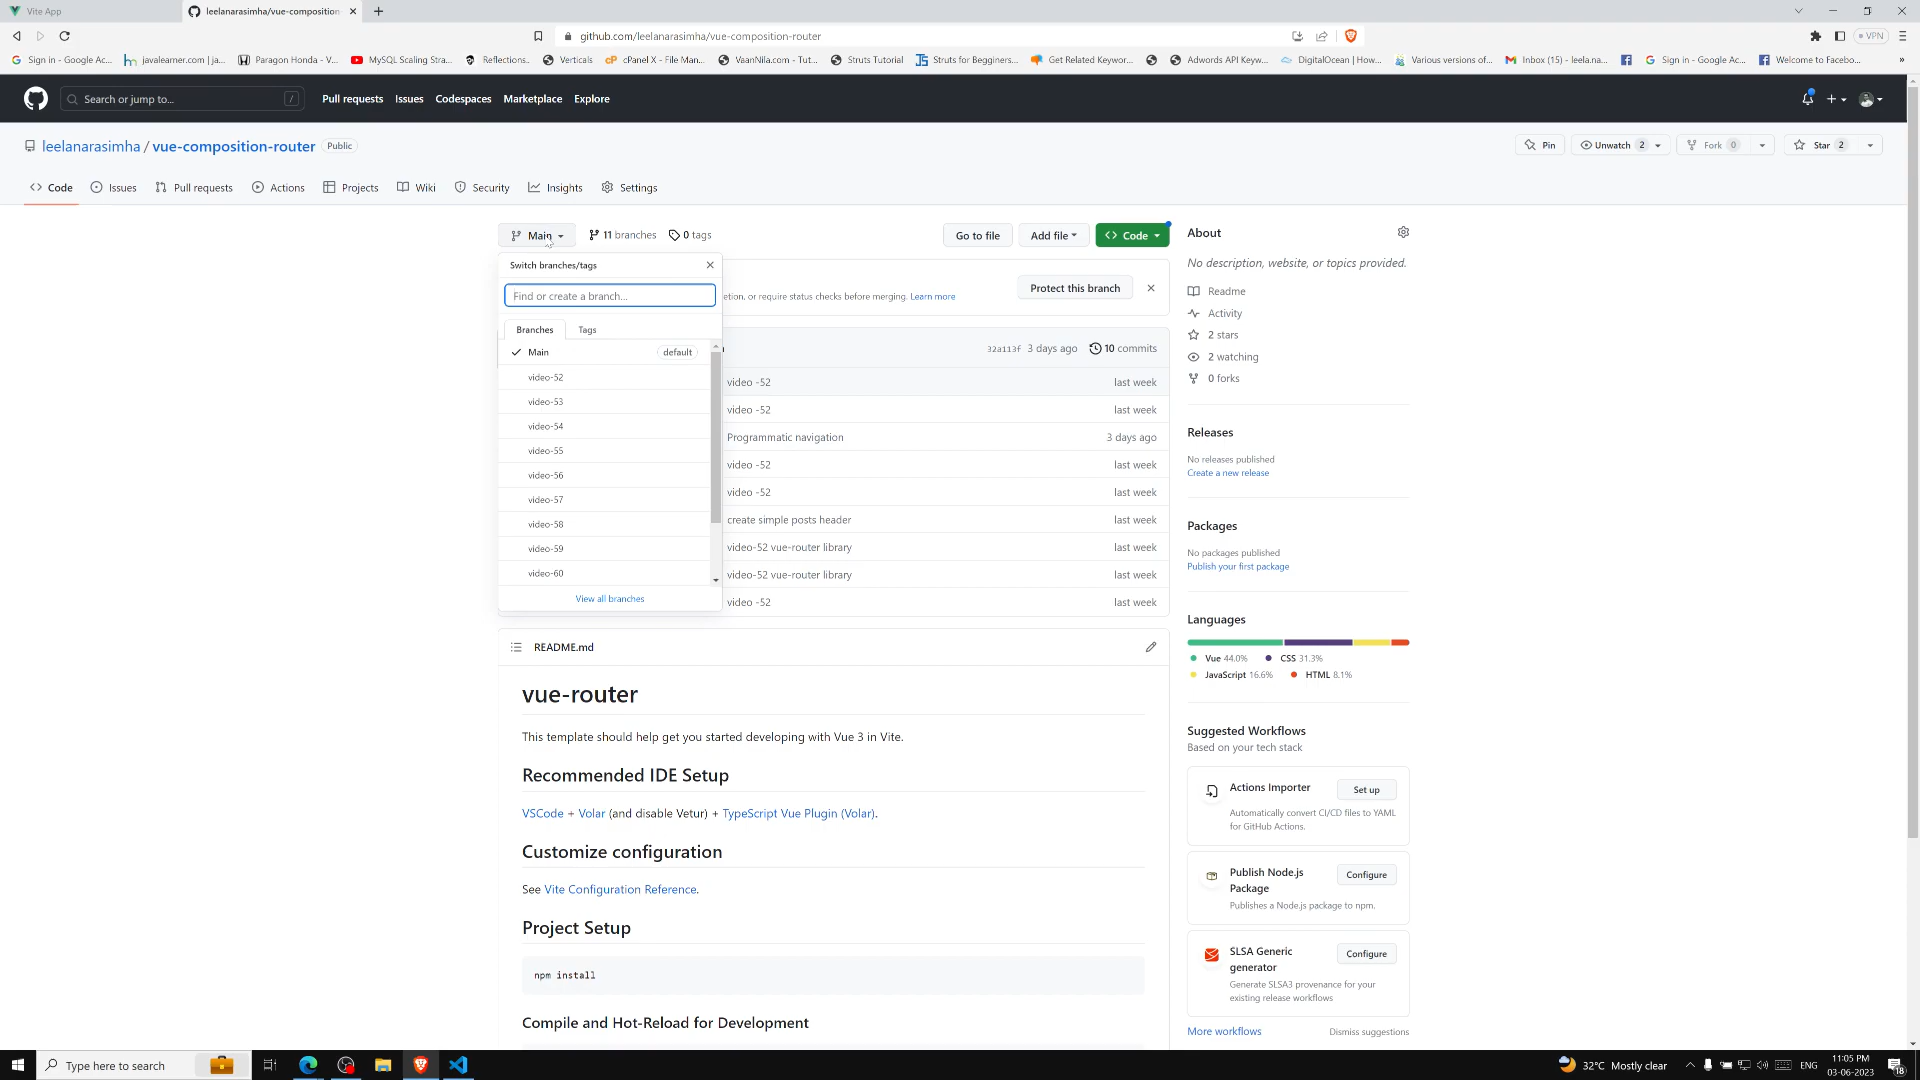 Vite App
leelanarasimha/vue-composition-
github.com/leelanarasimha/vue-composition-router
VPN
Sign in - Google Ac...
javalearner.com | ja...
Paragon Honda - V...
MySQL Scaling Stra...
Reflections..
Verticals
cPanel X - File Man...
VaanNila.com - Tut...
Struts Tutorial
Struts for Begginers...
Get Related Keywor...
Adwords API Keyw...
DigitalOcean | How...
Various versions of...
Inbox (15) - leela.na...
Sign in - Google Ac...
Welcome to Facebo...
Search or jump to...
/
Pull requests
Issues
Codespaces
Marketplace
Explore
leelanarasimha / vue-composition-router
Public
Pin
Unwatch 2
Fork 0
Star 2
Code
Issues
Pull requests
Actions
Projects
Wiki
Security
Insights
Settings
Main
11 branches
0 tags
Go to file
Add file
Code
Switch branches/tags
Find or create a branch...
Branches
Tags
Main
default
video-52
video-53
video-54
video-55
video-56
video-57
video-58
video-59
video-60
View all branches
etion, or require status checks before merging. Learn more
Protect this branch
32a113f 3 days ago
10 commits
video -52
last week
video -52
last week
Programmatic navigation
3 days ago
video -52
last week
video -52
last week
create simple posts header
last week
video-52 vue-router library
last week
video-52 vue-router library
last week
video -52
last week
README.md
vue-router
This template should help get you started developing with Vue 3 in Vite.
Recommended IDE Setup
VSCode + Volar (and disable Vetur) + TypeScript Vue Plugin (Volar).
Customize configuration
See Vite Configuration Reference.
Project Setup
npm install
Compile and Hot-Reload for Development
About
No description, website, or topics provided.
Readme
Activity
2 stars
2 watching
0 forks
Releases
No releases published
Create a new release
Packages
No packages published
Publish your first package
Languages
Vue 44.0%
CSS 31.3%
JavaScript 16.6%
HTML 8.1%
Suggested Workflows
Based on your tech stack
Actions Importer
Set up
Automatically convert CI/CD files to YAML
for GitHub Actions.
Publish Node.js
Package
Configure
Publishes a Node.js package to npm.
SLSA Generic
generator
Configure
Generate SLSA3 provenance for your
existing release workflows
More workflows
Dismiss suggestions
Type here to search
32°C Mostly clear
ENG
11:05 PM
03-06-2023
18